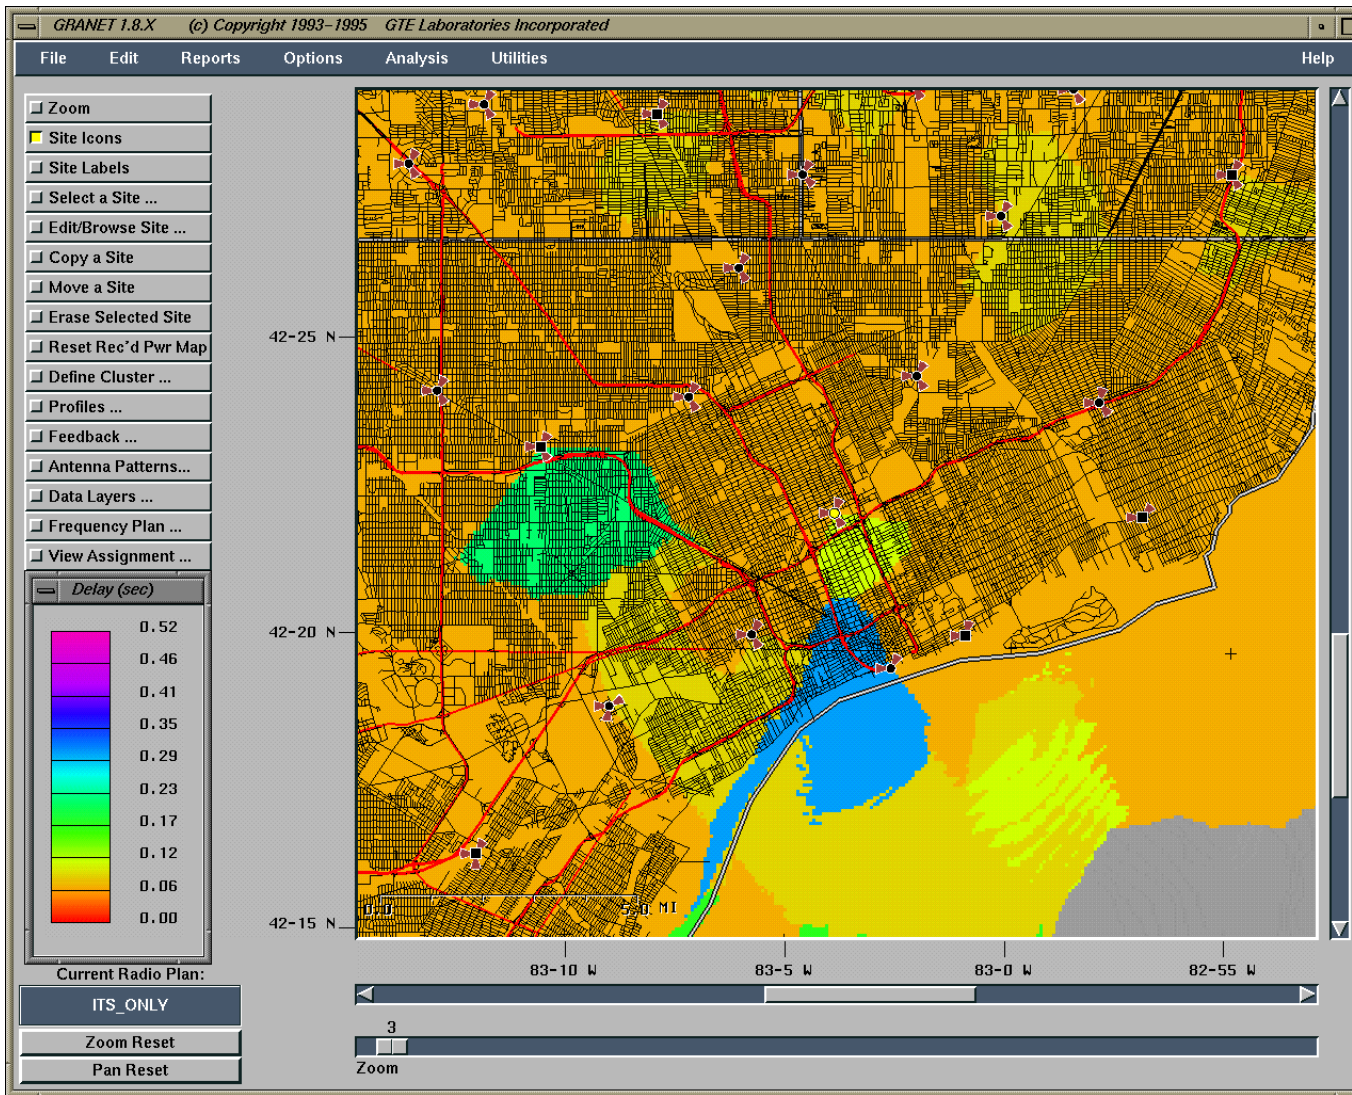 GRANET 1.8.X (c) Copyright 1993-1995 GTE Laboratories Incorporated
File Edit Reports Options Analysis Utilities Help
Zoom
Site Icons
Site Labels
Select a Site ...
Edit/Browse Site ...
Copy a Site
Move a Site
Erase Selected Site
Reset Rec'd Pwr Map
Define Cluster ...
Profiles ...
Feedback ...
Antenna Patterns...
Data Layers ...
Frequency Plan ...
View Assignment ...
Delay (sec)
0.52
0.46
0.41
0.35
0.29
0.23
0.17
0.12
0.06
0.00
Current Radio Plan:
ITS_ONLY
Zoom Reset
Pan Reset
42-25 N
42-20 N
42-15 N
0.0 5.0 MI
83-10 W 83-5 W 83-0 W 82-55 W
3
Zoom